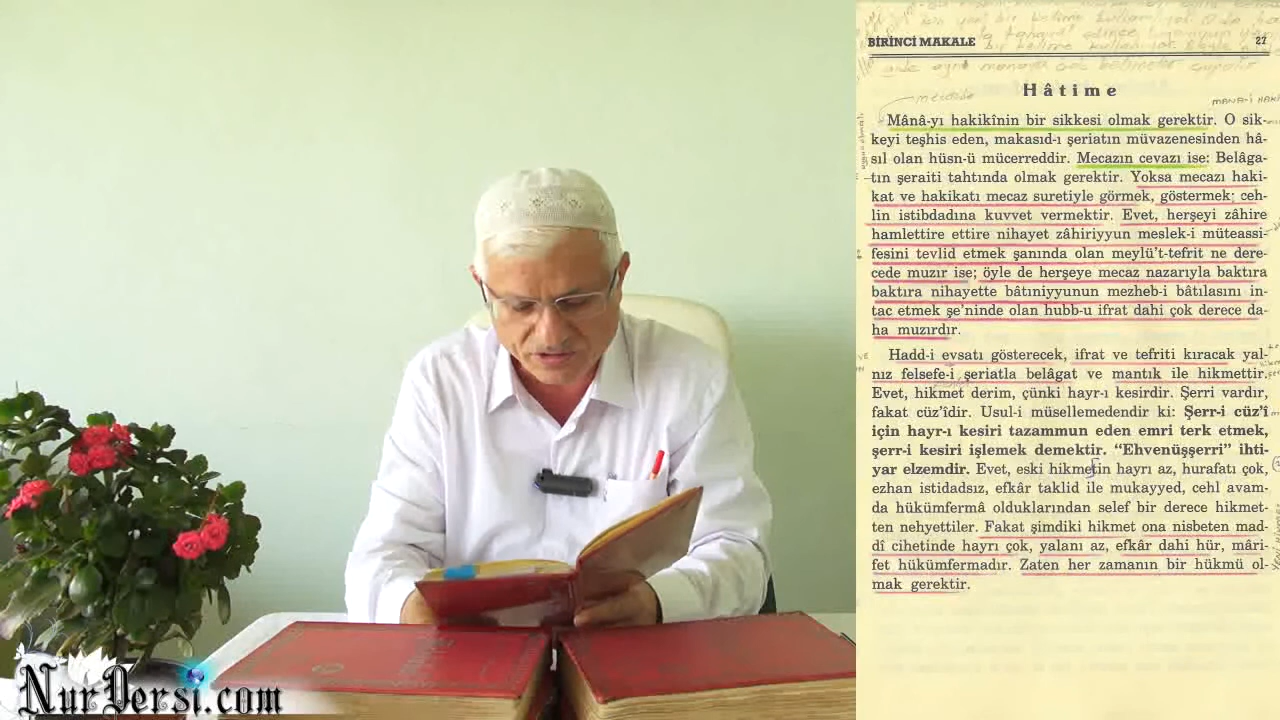 BİRİNCİ MAKALE 27
Hâtime
Mânâ-yı hakikînin bir sikkesi olmak gerektir. O sik-
keyi teşhis eden, makasıd-ı şeriatın müvazenesinden hâ-
sıl olan hüsn-ü mücerreddir. Mecazın cevazı ise: Belâga-
tın şeraiti tahtında olmak gerektir. Yoksa mecazı haki-
kat ve hakikatı mecaz suretiyle görmek, göstermek; ceh-
lin istibdadına kuvvet vermektir. Evet, herşeyi zâhire
hamlettire ettire nihayet zâhiriyyun meslek-i müteassi-
fesini tevlid etmek şanında olan meylü't-tefrit ne dere-
cede muzır ise; öyle de herşeye mecaz nazarıyla baktıra
baktıra nihayette bâtıniyyunun mezheb-i bâtılasını in-
tac etmek şe'ninde olan hubb-u ifrat dahi çok derece da-
ha muzırdır.
Hadd-i evsatı gösterecek, ifrat ve tefriti kıracak yal-
nız felsefe-i şeriatla belâgat ve mantık ile hikmettir.
Evet, hikmet derim, çünki hayr-ı kesirdir. Şerri vardır,
fakat cüz'îdir. Usul-i müsellemedendir ki: Şerr-i cüz'î
için hayr-ı kesiri tazammun eden emri terk etmek,
şerr-i kesiri işlemek demektir. "Ehvenüşşerri" ihti-
yar elzemdir. Evet, eski hikmetin hayrı az, hurafatı çok,
ezhan istidadsız, efkâr taklid ile mukayyed, cehl avam-
da hükümfermâ olduklarından selef bir derece hikmet-
ten nehyettiler. Fakat şimdiki hikmet ona nisbeten mad-
dî cihetinde hayrı çok, yalanı az, efkâr dahi hür, mâri-
fet hükümfermadır. Zaten her zamanın bir hükmü ol-
mak gerektir.
NurDersi.com